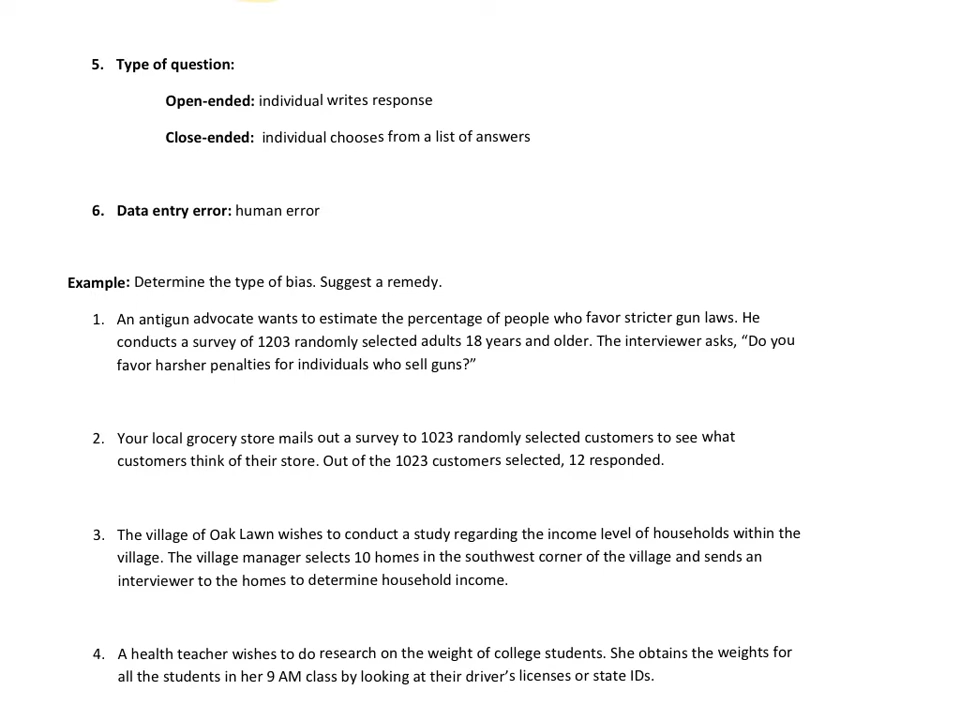 5. Type of question:
Open-ended: individual writes response
Close-ended: individual chooses from a list of answers
6. Data entry error: human error
Example: Determine the type of bias. Suggest a remedy.
1. An antigun advocate wants to estimate the percentage of people who favor stricter gun laws. He
conducts a survey of 1203 randomly selected adults 18 years and older. The interviewer asks, “Do you
favor harsher penalties for individuals who sell guns?”
2. Your local grocery store mails out a survey to 1023 randomly selected customers to see what
customers think of their store. Out of the 1023 customers selected, 12 responded.
3. The village of Oak Lawn wishes to conduct a study regarding the income level of households within the
village. The village manager selects 10 homes in the southwest corner of the village and sends an
interviewer to the homes to determine household income.
4. A health teacher wishes to do research on the weight of college students. She obtains the weights for
all the students in her 9 AM class by looking at their driver’s licenses or state IDs.